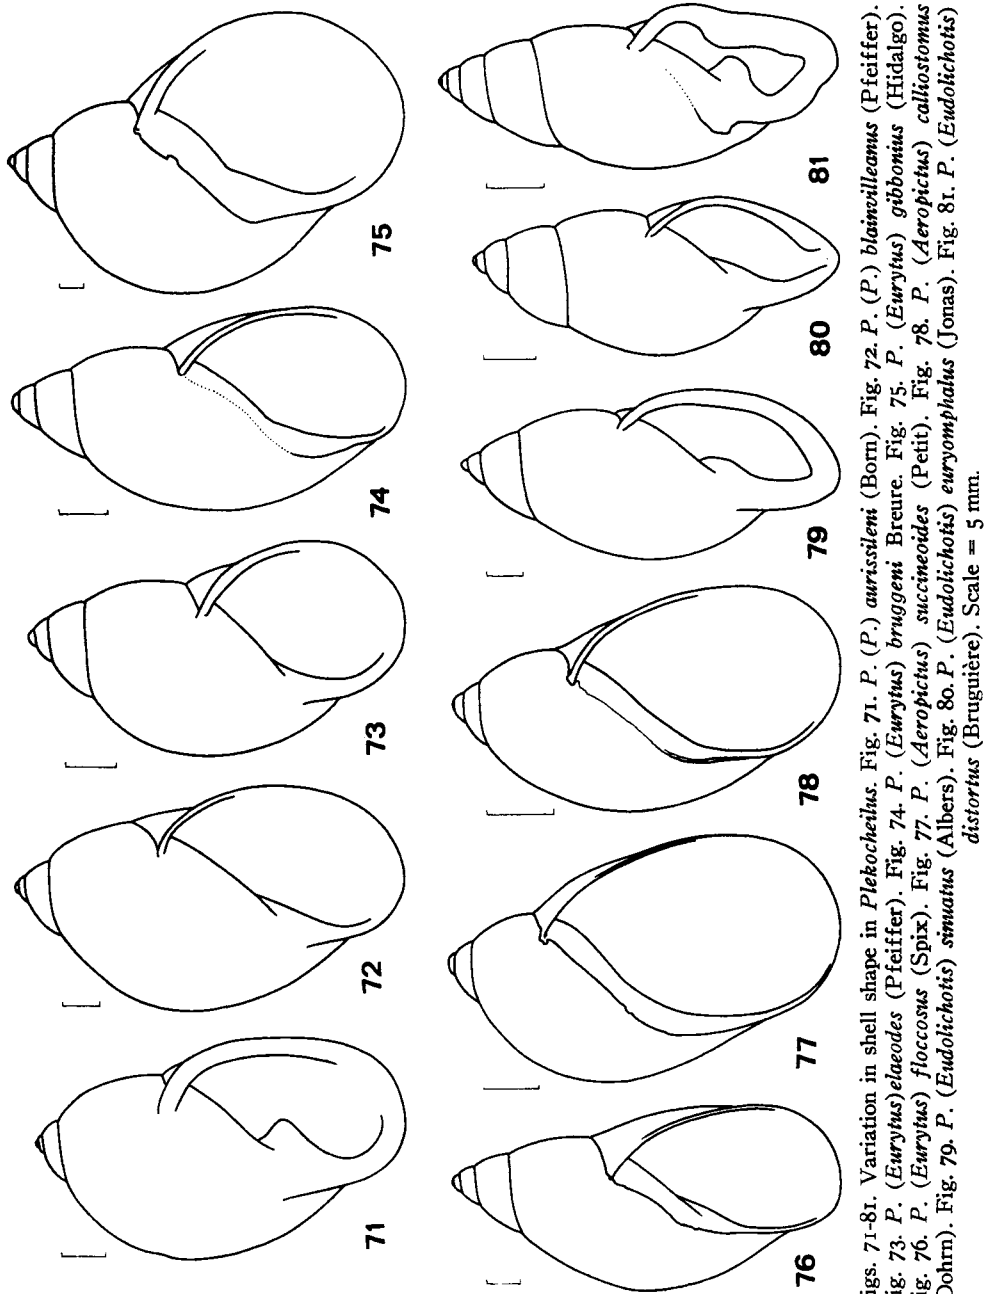 71
72
73
74
75
76
77
78
79
80
81
igs. 71-81. Variation in shell shape in Plekocheilus. Fig. 71. P. (P.) aurissileni (Born). Fig. 72. P. (P.) blainvilleanus (Pfeiffer).
ig. 73. P. (Eurytus) elaeodes (Pfeiffer). Fig. 74. P. (Eurytus) bruggeni Breure. Fig. 75. P. (Eurytus) gibbonius (Hidalgo).
ig. 76. P. (Eurytus) floccosus (Spix). Fig. 77. P. (Aeropictus) succineoides (Petit). Fig. 78. P. (Aeropictus) calliostomus
Dohrn). Fig. 79. P. (Eudolichotis) sinuatus (Albers). Fig. 80. P. (Eudolichotis) euryomphalus (Jonas). Fig. 81. P. (Eudolichotis)
distortus (Bruguière). Scale = 5 mm.